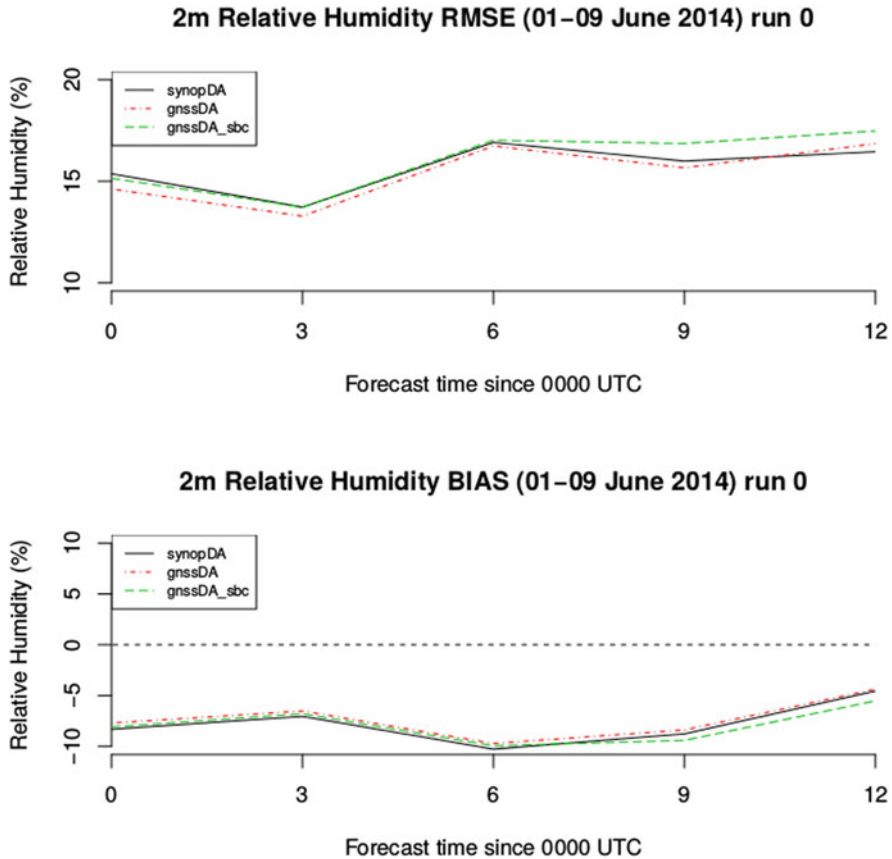 2m Relative Humidity RMSE (01−09 June 2014) run 0
Relative Humidity (%)
20
15
10
synopDA
gnssDA
gnssDA_sbc
0 3 6 9 12
Forecast time since 0000 UTC
2m Relative Humidity BIAS (01−09 June 2014) run 0
Relative Humidity (%)
10
5
0
−5
−10
synopDA
gnssDA
gnssDA_sbc
0 3 6 9 12
Forecast time since 0000 UTC